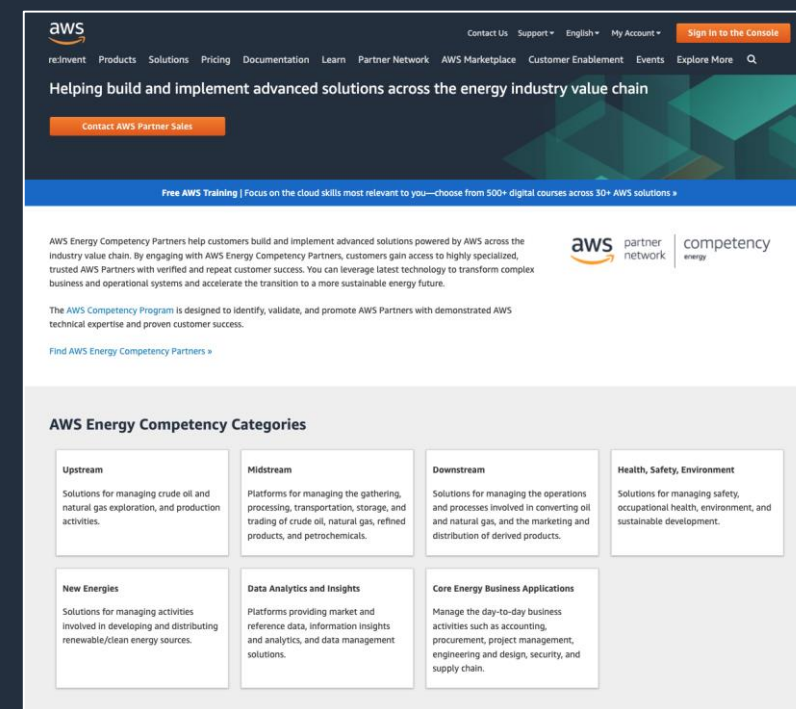 aws
Contact Us Support English My Account Sign In to the Console
re:Invent Products Solutions Pricing Documentation Learn Partner Network AWS Marketplace Customer Enablement Events Explore More
Helping build and implement advanced solutions across the energy industry value chain
Contact AWS Partner Sales
Free AWS Training | Focus on the cloud skills most relevant to you—choose from 500+ digital courses across 30+ AWS solutions »
AWS Energy Competency Partners help customers build and implement advanced solutions powered by AWS across the
industry value chain. By engaging with AWS Energy Competency Partners, customers gain access to highly specialized,
trusted AWS Partners with verified and repeat customer success. You can leverage latest technology to transform complex
business and operational systems and accelerate the transition to a more sustainable energy future.
The AWS Competency Program is designed to identify, validate, and promote AWS Partners with demonstrated AWS
technical expertise and proven customer success.
Find AWS Energy Competency Partners »
aws partner network competency
energy
AWS Energy Competency Categories
Upstream
Solutions for managing crude oil and
natural gas exploration, and production
activities.
Midstream
Platforms for managing the gathering,
processing, transportation, storage, and
trading of crude oil, natural gas, refined
products, and petrochemicals.
Downstream
Solutions for managing the operations
and processes involved in converting oil
and natural gas, and the marketing and
distribution of derived products.
Health, Safety, Environment
Solutions for managing safety,
occupational health, environment, and
sustainable development.
New Energies
Solutions for managing activities
involved in developing and distributing
renewable/clean energy sources.
Data Analytics and Insights
Platforms providing market and
reference data, information insights
and analytics, and data management
solutions.
Core Energy Business Applications
Manage the day-to-day business
activities such as accounting,
procurement, project management,
engineering and design, security, and
supply chain.